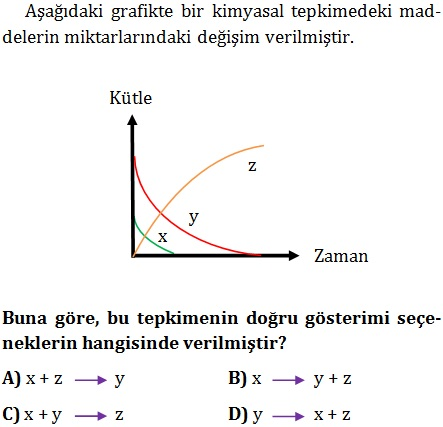 Aşağıdaki grafikte bir kimyasal tepkimedeki mad-
delerin miktarlarındaki değişim verilmiştir.
Kütle
z
y
x
Zaman
Buna göre, bu tepkimenin doğru gösterimi seçe-
neklerin hangisinde verilmiştir?
A) x + z ⟶ y B) x ⟶ y + z
C) x + y ⟶ z D) y ⟶ x + z